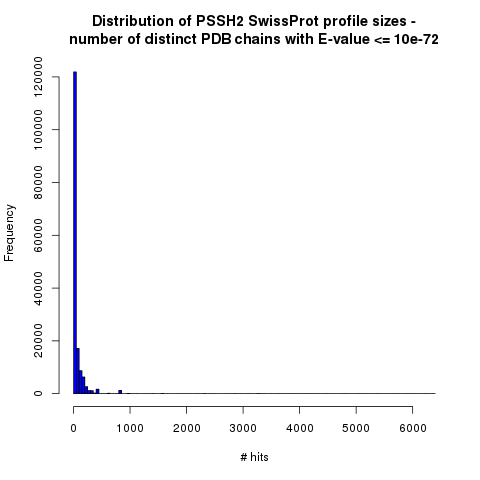 Distribution of PSSH2 SwissProt profile sizes -
number of distinct PDB chains with E-value <= 10e-72
Frequency
120000
100000
80000
60000
40000
20000
0
0 1000 2000 3000 4000 5000 6000
# hits